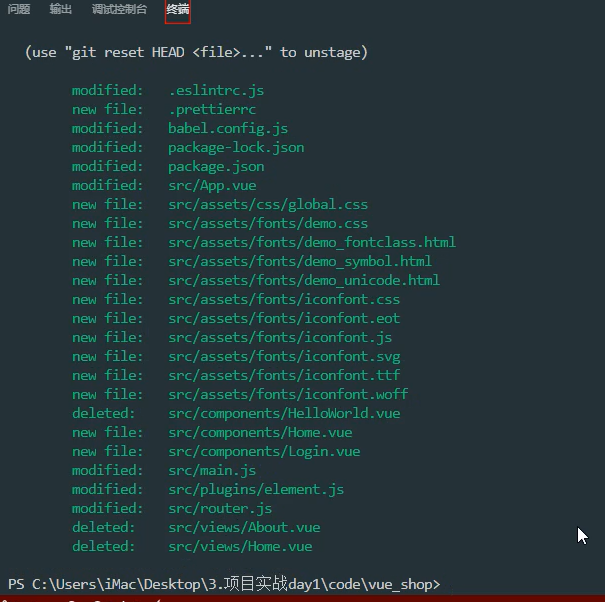 问题 输出 调试控制台 终端
(use "git reset HEAD <file>..." to unstage)
modified: .eslintrc.js
new file: .prettierrc
modified: babel.config.js
modified: package-lock.json
modified: package.json
modified: src/App.vue
new file: src/assets/css/global.css
new file: src/assets/fonts/demo.css
new file: src/assets/fonts/demo_fontclass.html
new file: src/assets/fonts/demo_symbol.html
new file: src/assets/fonts/demo_unicode.html
new file: src/assets/fonts/iconfont.css
new file: src/assets/fonts/iconfont.eot
new file: src/assets/fonts/iconfont.js
new file: src/assets/fonts/iconfont.svg
new file: src/assets/fonts/iconfont.ttf
new file: src/assets/fonts/iconfont.woff
deleted: src/components/HelloWorld.vue
new file: src/components/Home.vue
new file: src/components/Login.vue
modified: src/main.js
modified: src/plugins/element.js
modified: src/router.js
deleted: src/views/About.vue
deleted: src/views/Home.vue
PS C:\Users\iMac\Desktop\3.项目实战day1\code\vue_shop>